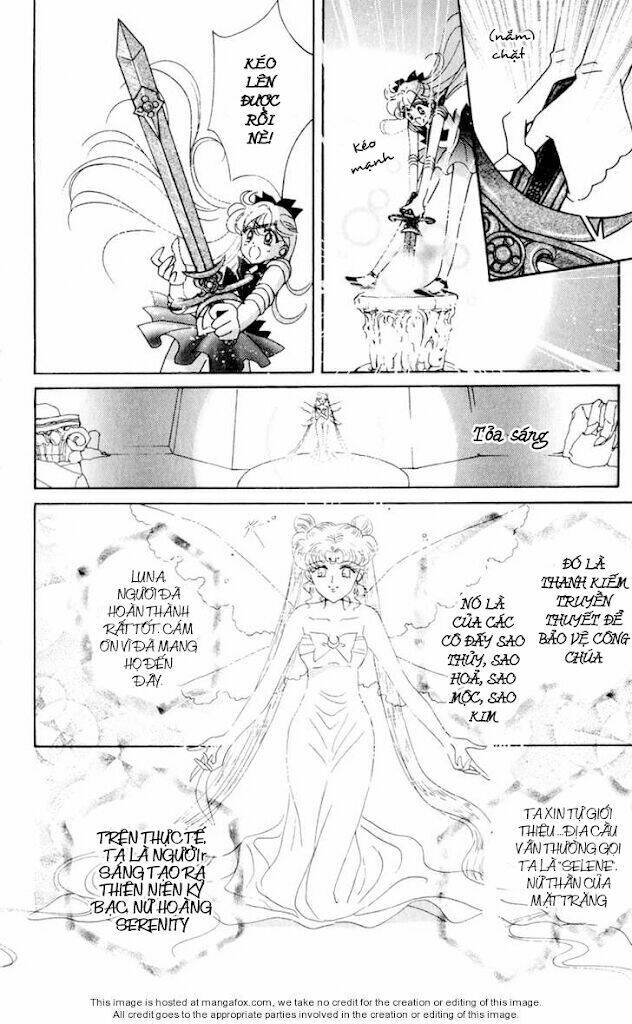 (nắm)
chặt
Kéo
mạnh
KÉO
LÊN
ĐƯỢC
RỒI
NÈ!
Tỏa sáng
ĐÓ LÀ
THANH KIẾM
TRUYỀN
THUYẾT ĐỂ
BẢO VỆ CÔNG
CHÚA
NÓ LÀ
CỦA CÁC
CÔ ĐẤY SAO
THỦY, SAO
HOẢ, SAO
MỘC, SAO
KIM
LUNA
NGƯƠI ĐÃ
HOÀN THÀNH
RẤT TỐT. CÁM
ƠN VÌ ĐÃ MANG
HỌ ĐẾN
ĐÂY.
TA XIN TỰ GIỚI
THIỆU...ĐỊA CẦU
VẪN THƯỜNG GỌI
TA LÀ "SELENE".
NỮ THẦN CỦA
MẶT TRĂNG
TRÊN THỰC TẾ,
TA LÀ NGƯỜI
SÁNG TẠO RA
THIÊN NIÊN KỶ
BẠC, NỮ HOÀNG
SERENITY
This image is hosted at mangafox.com, we take no credit for the creation or editing of this image.
All credit goes to the appropriate parties involved in the creation or editing of this image.